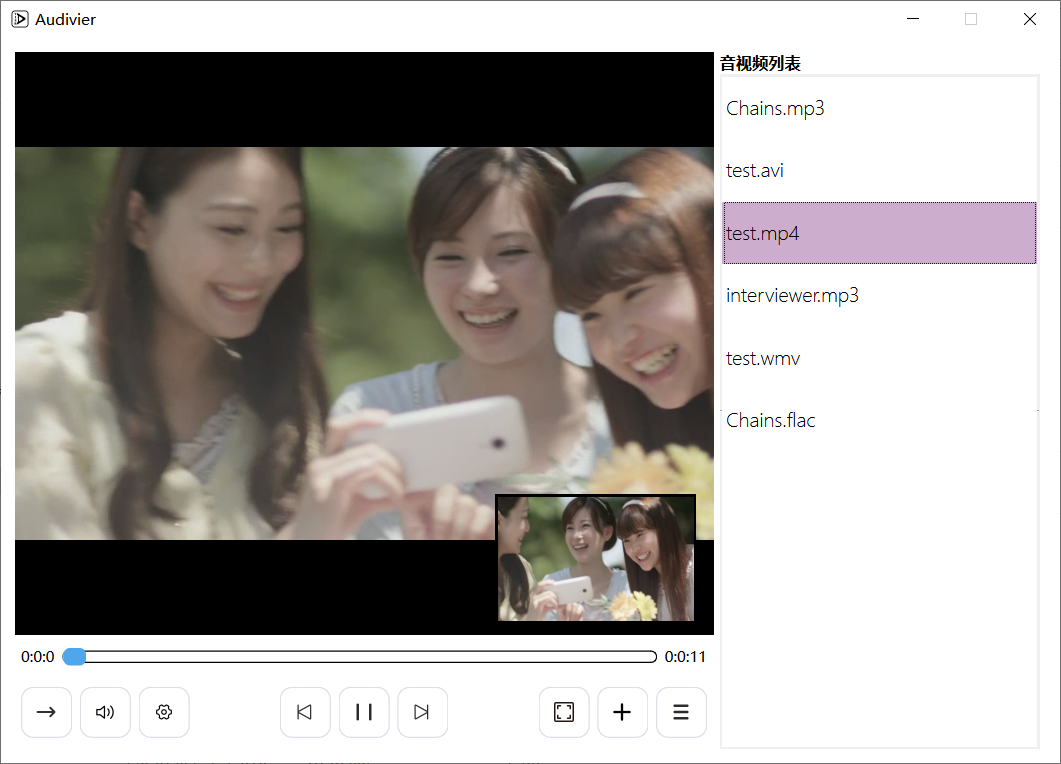 Audivier
音视频列表
Chains.mp3
test.avi
test.mp4
interviewer.mp3
test.wmv
Chains.flac
0:0:0
0:0:11